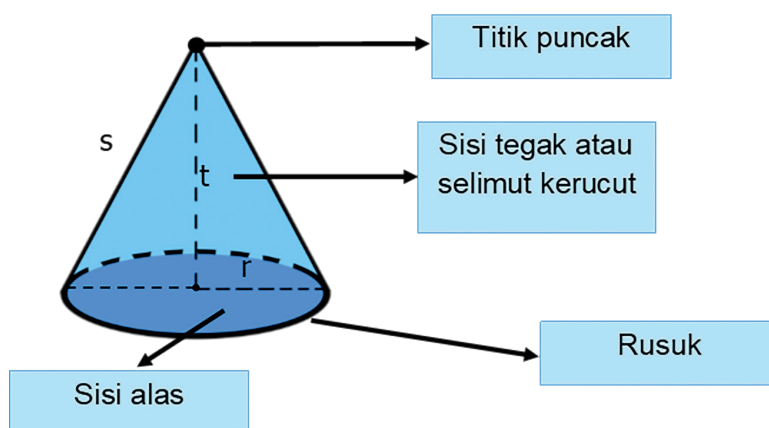 Titik puncak
s
Sisi tegak atau
selimut kerucut
t
r
Rusuk
Sisi alas